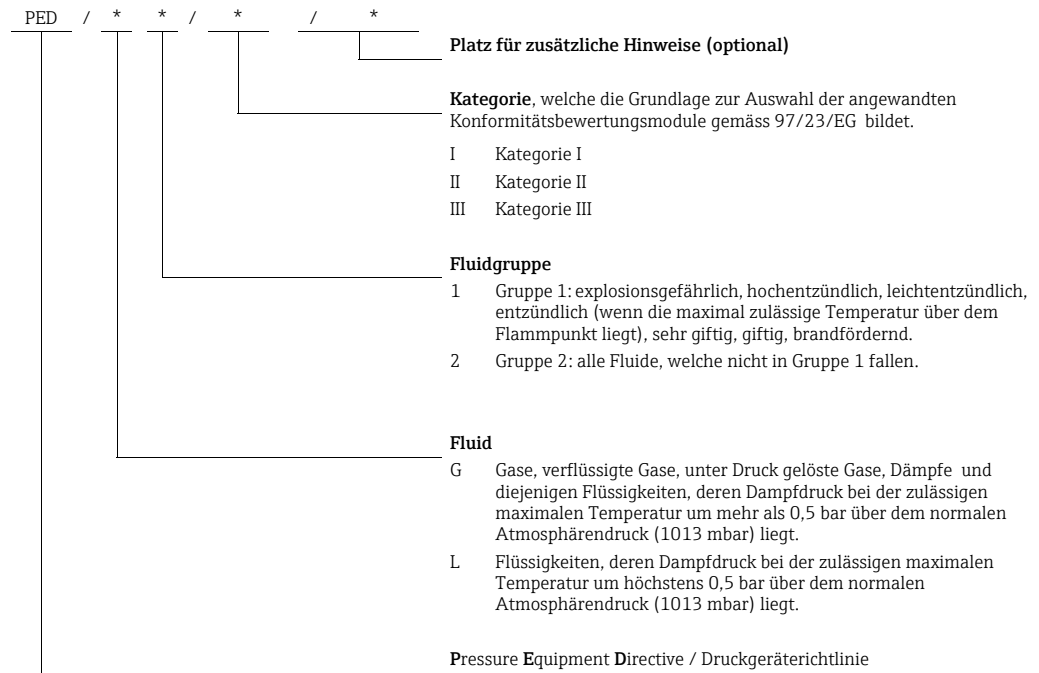 PED / * * / * / *
Platz für zusätzliche Hinweise (optional)
Kategorie, welche die Grundlage zur Auswahl der angewandten
Konformitätsbewertungsmodule gemäss 97/23/EG bildet.
I Kategorie I
II Kategorie II
III Kategorie III
Fluidgruppe
1 Gruppe 1: explosionsgefährlich, hochentzündlich, leichtentzündlich,
entzündlich (wenn die maximal zulässige Temperatur über dem
Flammpunkt liegt), sehr giftig, giftig, brandfördernd.
2 Gruppe 2: alle Fluide, welche nicht in Gruppe 1 fallen.
Fluid
G Gase, verflüssigte Gase, unter Druck gelöste Gase, Dämpfe und
diejenigen Flüssigkeiten, deren Dampfdruck bei der zulässigen
maximalen Temperatur um mehr als 0,5 bar über dem normalen
Atmosphärendruck (1013 mbar) liegt.
L Flüssigkeiten, deren Dampfdruck bei der zulässigen maximalen
Temperatur um höchstens 0,5 bar über dem normalen
Atmosphärendruck (1013 mbar) liegt.
Pressure Equipment Directive / Druckgeräterichtlinie